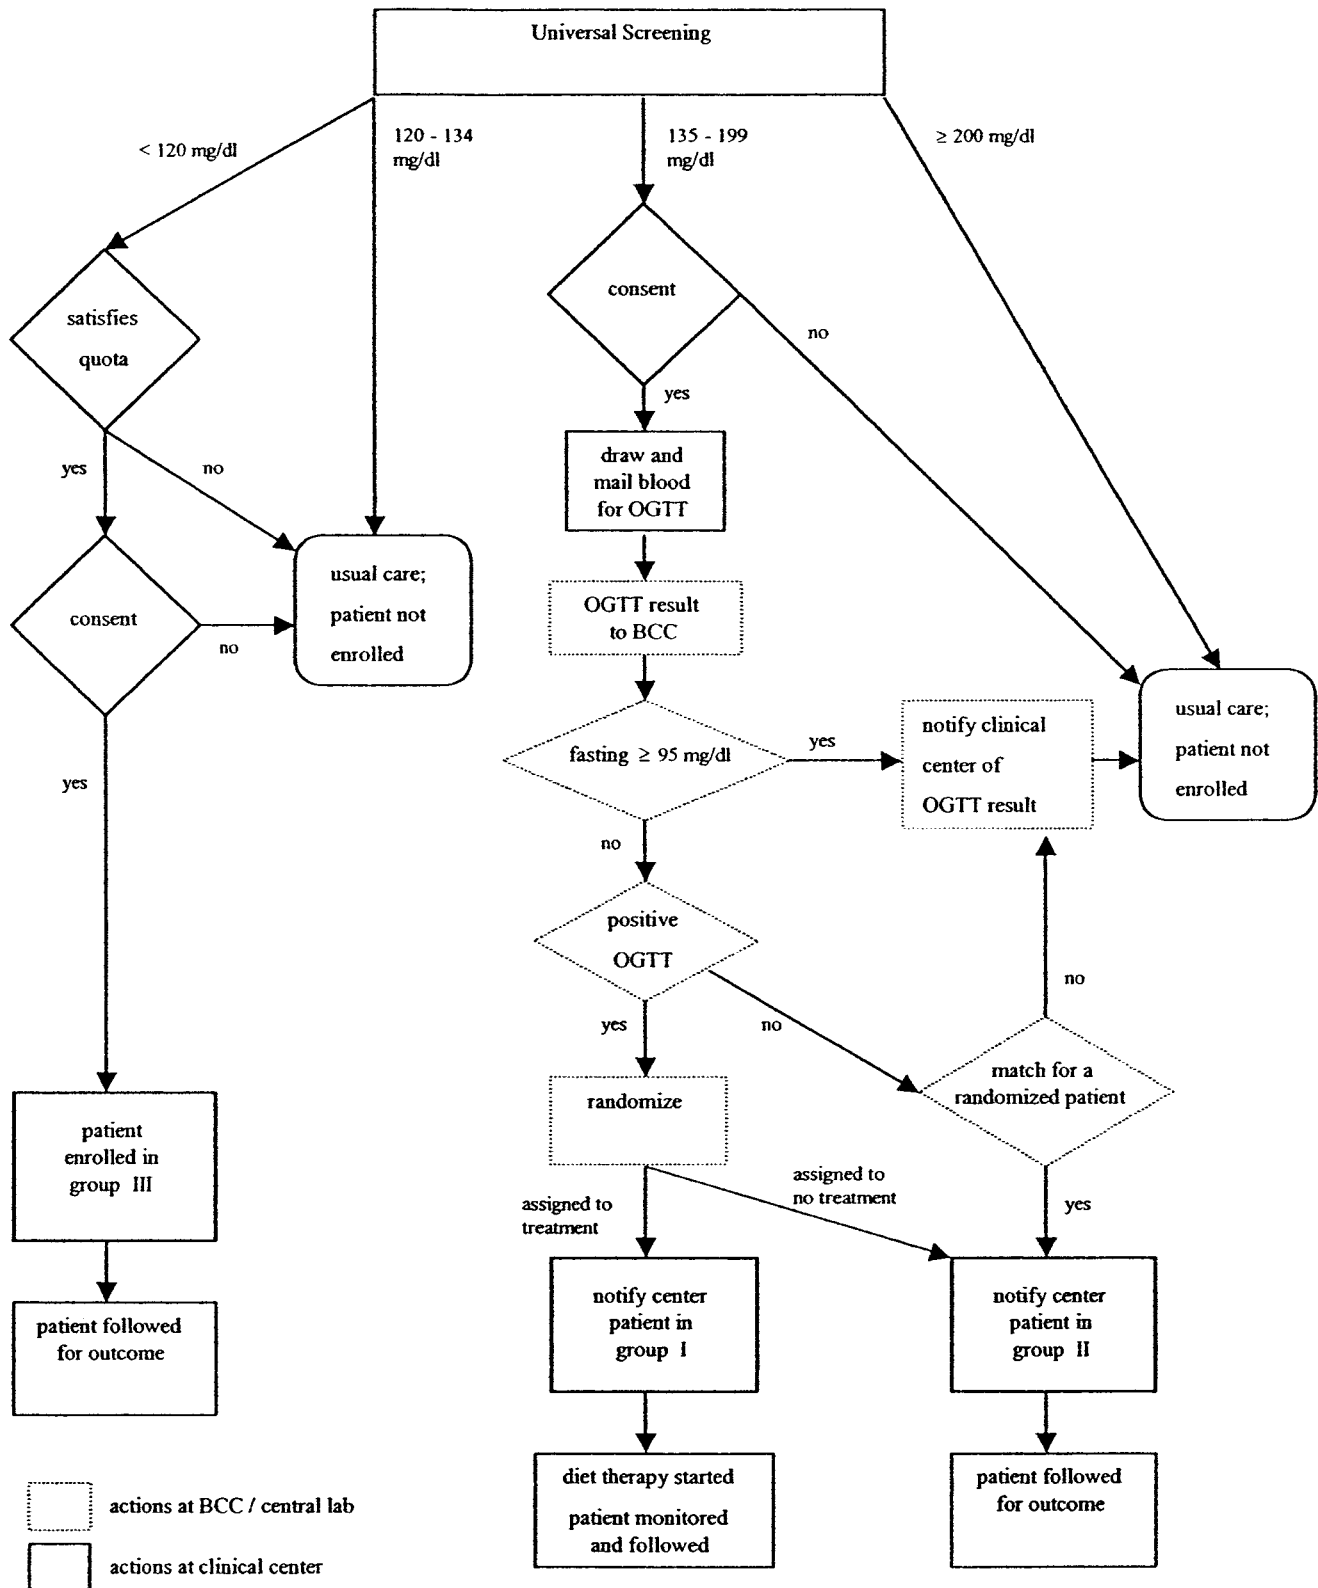 Universal Screening
< 120 mg/dl
120 - 134
mg/dl
135 - 199
mg/dl
≥ 200 mg/dl
satisfies
quota
yes
no
consent
no
yes
usual care;
patient not
enrolled
patient
enrolled in
group III
patient followed
for outcome
consent
no
yes
draw and
mail blood
for OGTT
OGTT result
to BCC
fasting ≥ 95 mg/dl
yes
notify clinical
center of
OGTT result
usual care;
patient not
enrolled
no
positive
OGTT
yes
no
match for a
randomized patient
no
yes
randomize
assigned to
treatment
assigned to
no treatment
notify center
patient in
group I
notify center
patient in
group II
diet therapy started
patient monitored
and followed
patient followed
for outcome
actions at BCC / central lab
actions at clinical center